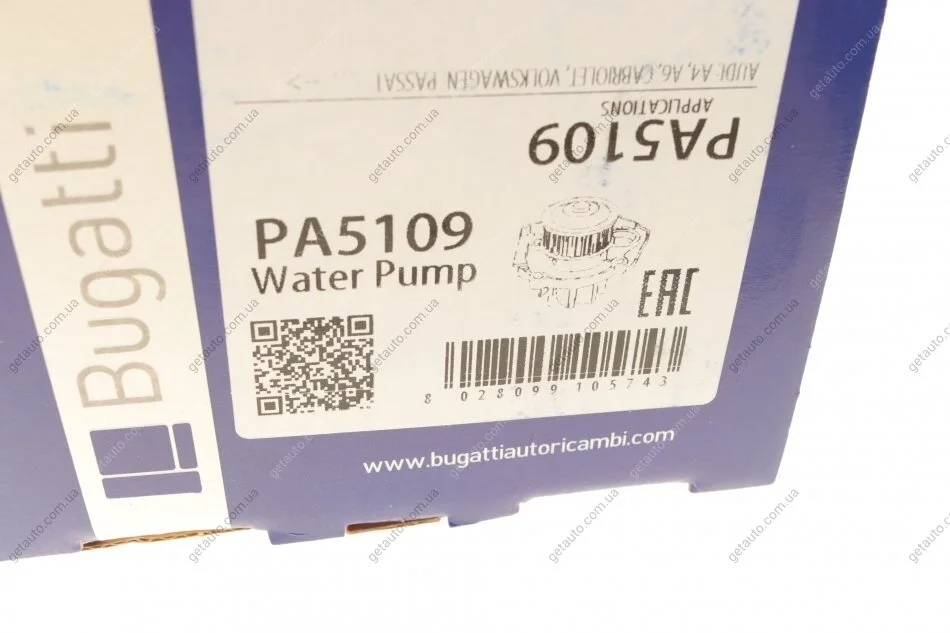 AUDI-A4, A6, CABRIOLET, VOLKSWAGEN PASSAT -->
APPLICATIONS
PA5109
PA5109
Water Pump
EAC
8 028099 105743
www.bugattiautoricambi.com
Bugatti
getauto.com.ua